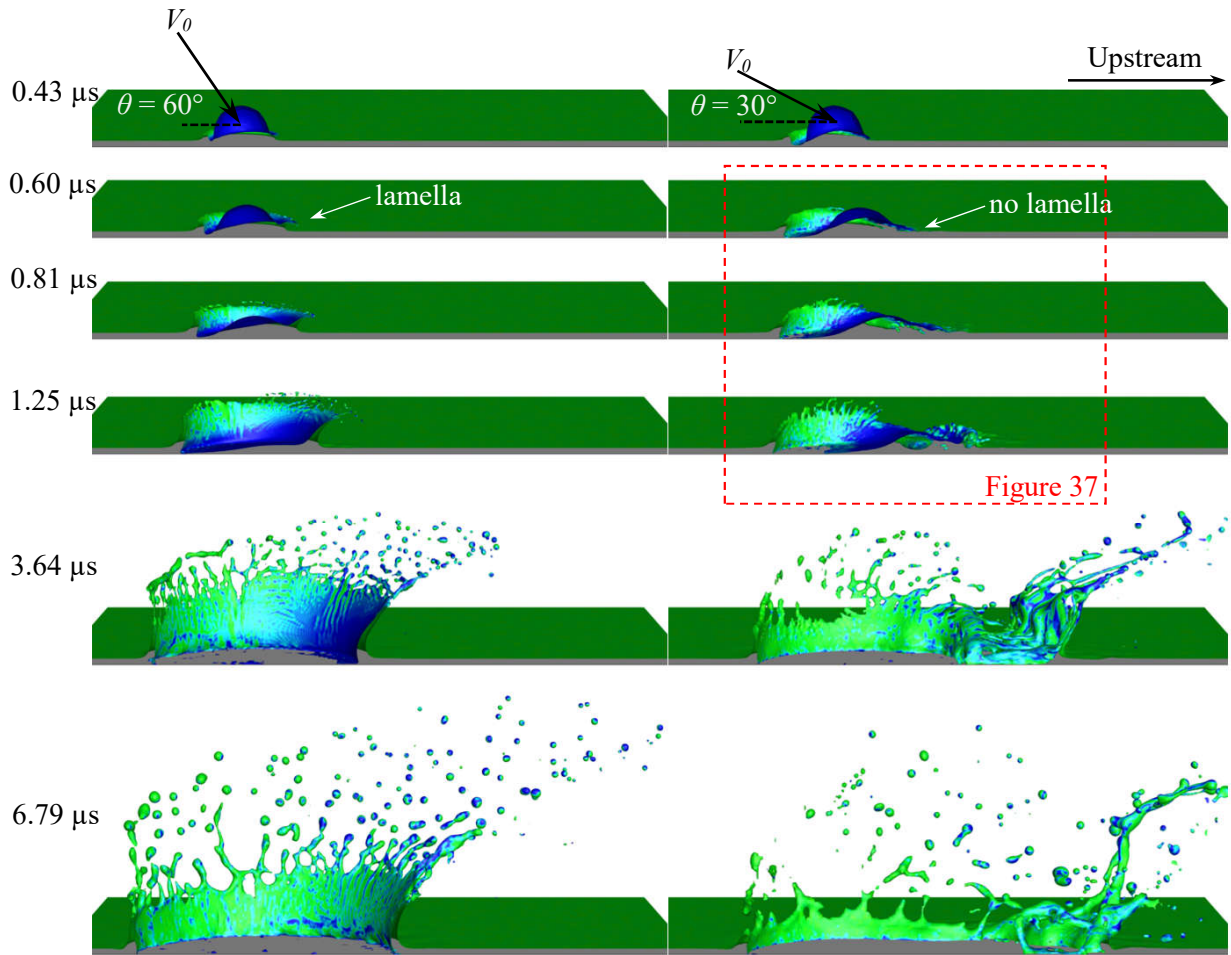 V₀
V₀
Upstream
0.43 µs
θ = 60°
θ = 30°
0.60 µs
lamella
no lamella
0.81 µs
1.25 µs
Figure 37
3.64 µs
6.79 µs